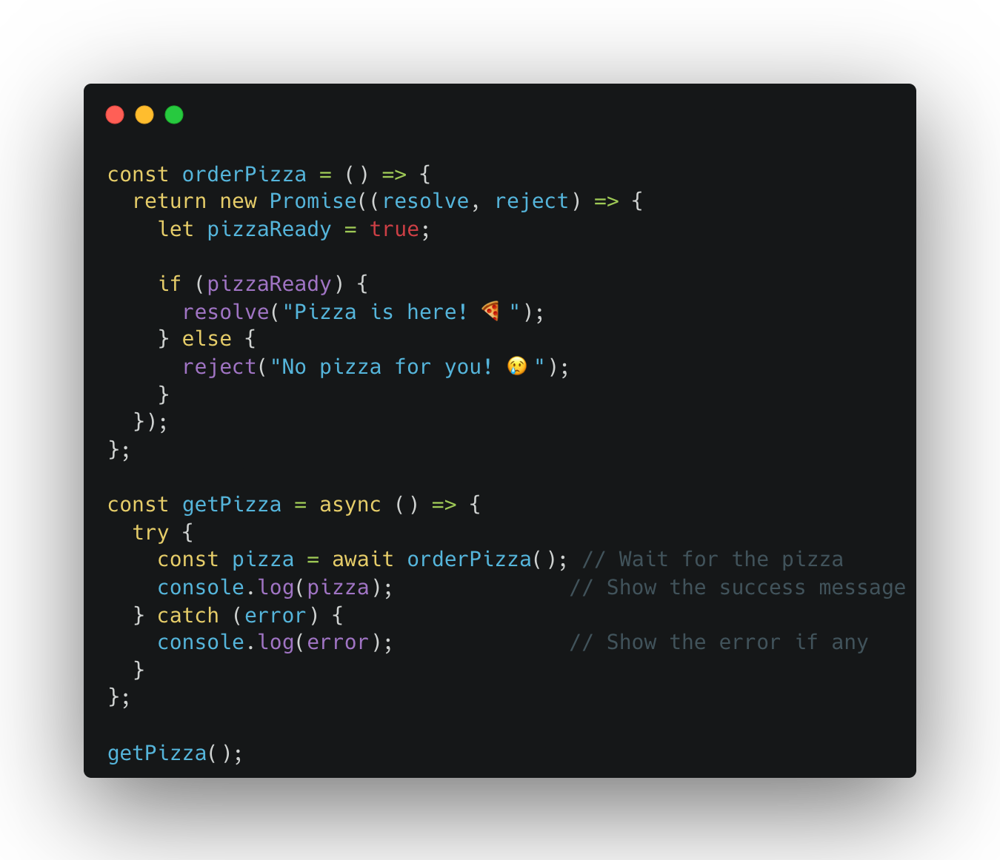 const orderPizza = () => {
  return new Promise((resolve, reject) => {
    let pizzaReady = true;

    if (pizzaReady) {
      resolve("Pizza is here! 🍕 ");
    } else {
      reject("No pizza for you! 😢 ");
    }
  });
};

const getPizza = async () => {
  try {
    const pizza = await orderPizza(); // Wait for the pizza
    console.log(pizza);              // Show the success message
  } catch (error) {
    console.log(error);              // Show the error if any
  }
};

getPizza();